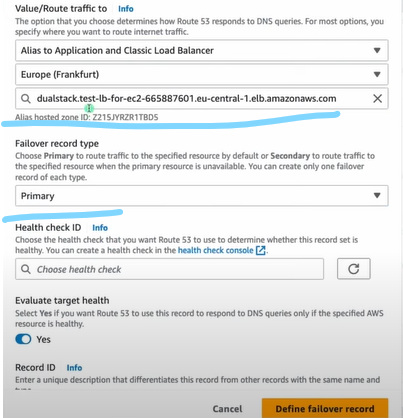 Value/Route traffic to Info
The option that you choose determines how Route 53 responds to DNS queries. For most options, you
specify where you want to route internet traffic.
Alias to Application and Classic Load Balancer
Europe (Frankfurt)
dualstack.test-lb-for-ec2-665887601.eu-central-1.elb.amazonaws.com
Alias hosted zone ID: Z215JYRZR1TBD5
Failover record type
Choose Primary to route traffic to the specified resource by default or Secondary to route traffic to
the specified resource when the primary resource is unavailable. You can create only one failover
record of each type.
Primary
Health check ID Info
Choose the health check that you want Route 53 to use to determine whether this record set is
healthy. You can create a health check in the health check console.
Choose health check
Evaluate target health
Select Yes if you want Route 53 to use this record to respond to DNS queries only if the specified AWS
resource is healthy.
Yes
Record ID Info
Enter a unique description that differentiates this record from other records with the same name and
Cancel Define failover record